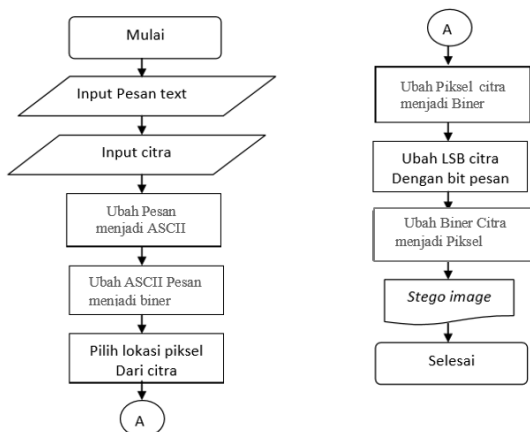 Mulai
Input Pesan text
Input citra
Ubah Pesan
menjadi ASCII
Ubah ASCII Pesan
menjadi biner
Pilih lokasi piksel
Dari citra
A
A
Ubah Piksel citra
menjadi Biner
Ubah LSB citra
Dengan bit pesan
Ubah Biner Citra
menjadi Piksel
Stego image
Selesai